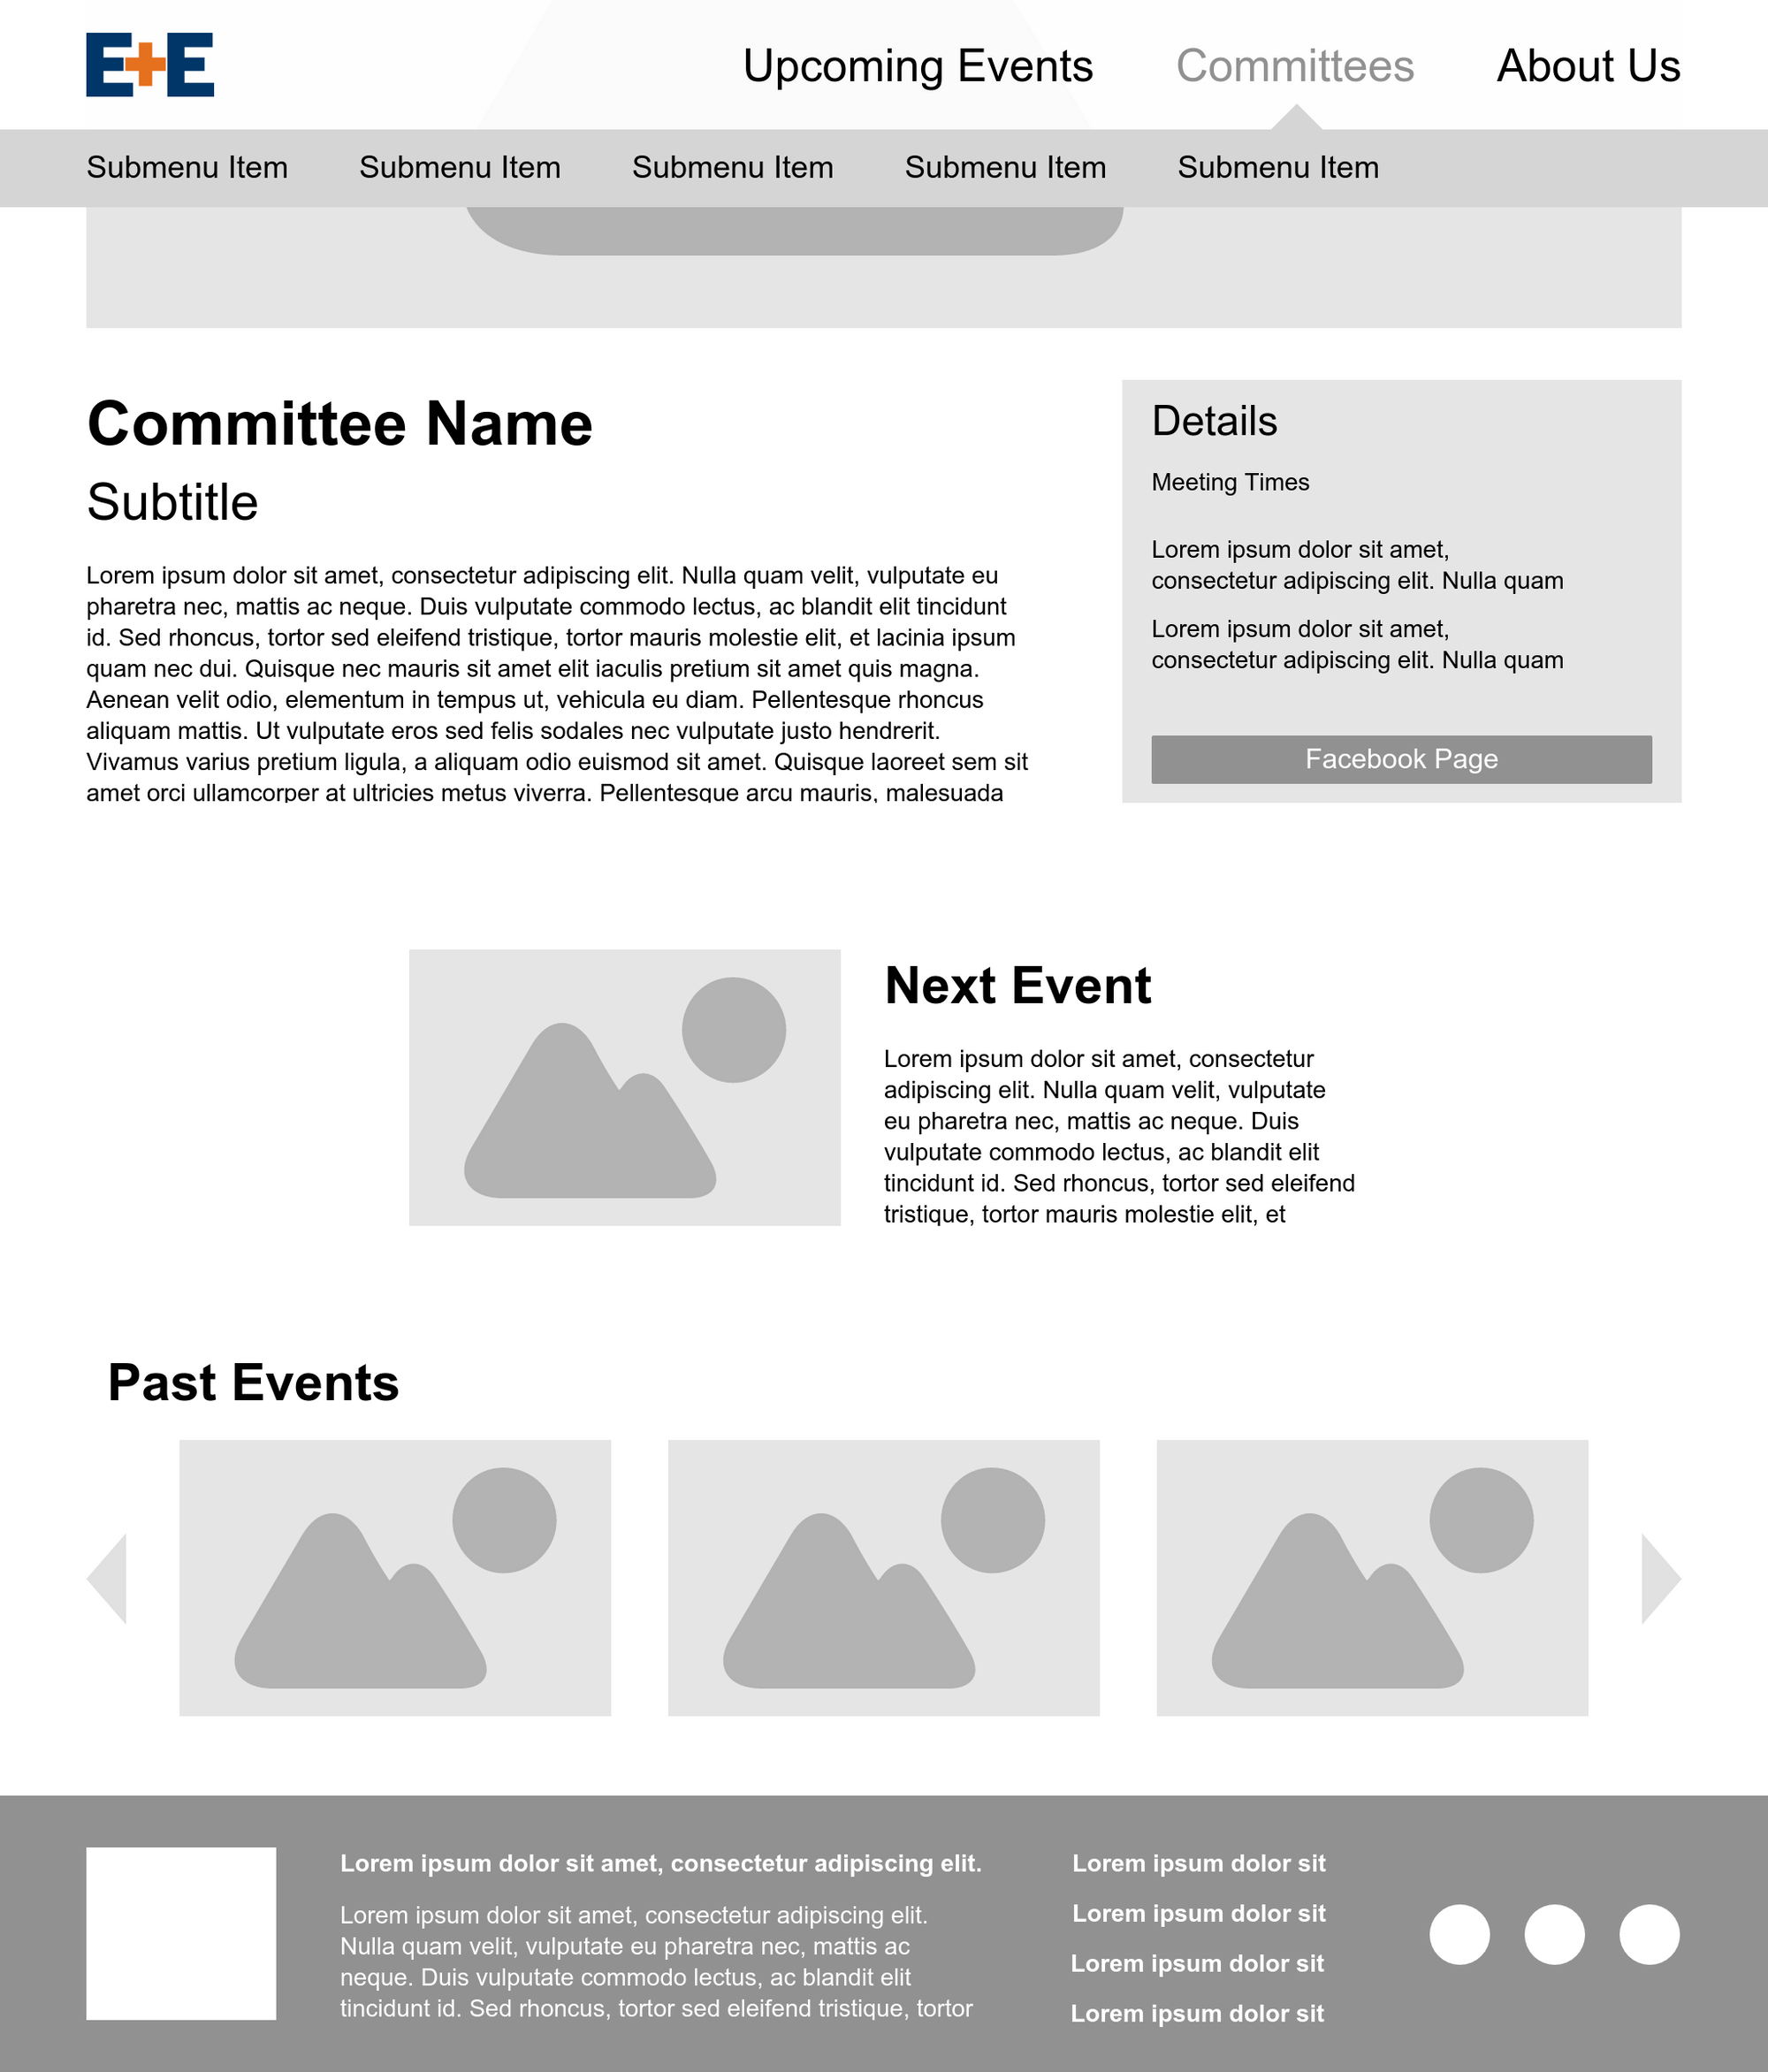 E+E
Upcoming Events
Committees
About Us
Submenu Item
Submenu Item
Submenu Item
Submenu Item
Submenu Item
Committee Name
Subtitle
Lorem ipsum dolor sit amet, consectetur adipiscing elit. Nulla quam velit, vulputate eu
pharetra nec, mattis ac neque. Duis vulputate commodo lectus, ac blandit elit tincidunt
id. Sed rhoncus, tortor sed eleifend tristique, tortor mauris molestie elit, et lacinia ipsum
quam nec dui. Quisque nec mauris sit amet elit iaculis pretium sit amet quis magna.
Aenean velit odio, elementum in tempus ut, vehicula eu diam. Pellentesque rhoncus
aliquam mattis. Ut vulputate eros sed felis sodales nec vulputate justo hendrerit.
Vivamus varius pretium ligula, a aliquam odio euismod sit amet. Quisque laoreet sem sit
amet orci ullamcorper at ultricies metus viverra. Pellentesque arcu mauris, malesuada
Details
Meeting Times
Lorem ipsum dolor sit amet,
consectetur adipiscing elit. Nulla quam
Lorem ipsum dolor sit amet,
consectetur adipiscing elit. Nulla quam
Facebook Page
Next Event
Lorem ipsum dolor sit amet, consectetur
adipiscing elit. Nulla quam velit, vulputate
eu pharetra nec, mattis ac neque. Duis
vulputate commodo lectus, ac blandit elit
tincidunt id. Sed rhoncus, tortor sed eleifend
tristique, tortor mauris molestie elit, et
Past Events
Lorem ipsum dolor sit amet, consectetur adipiscing elit.
Lorem ipsum dolor sit amet, consectetur adipiscing elit.
Nulla quam velit, vulputate eu pharetra nec, mattis ac
neque. Duis vulputate commodo lectus, ac blandit elit
tincidunt id. Sed rhoncus, tortor sed eleifend tristique, tortor
Lorem ipsum dolor sit
Lorem ipsum dolor sit
Lorem ipsum dolor sit
Lorem ipsum dolor sit